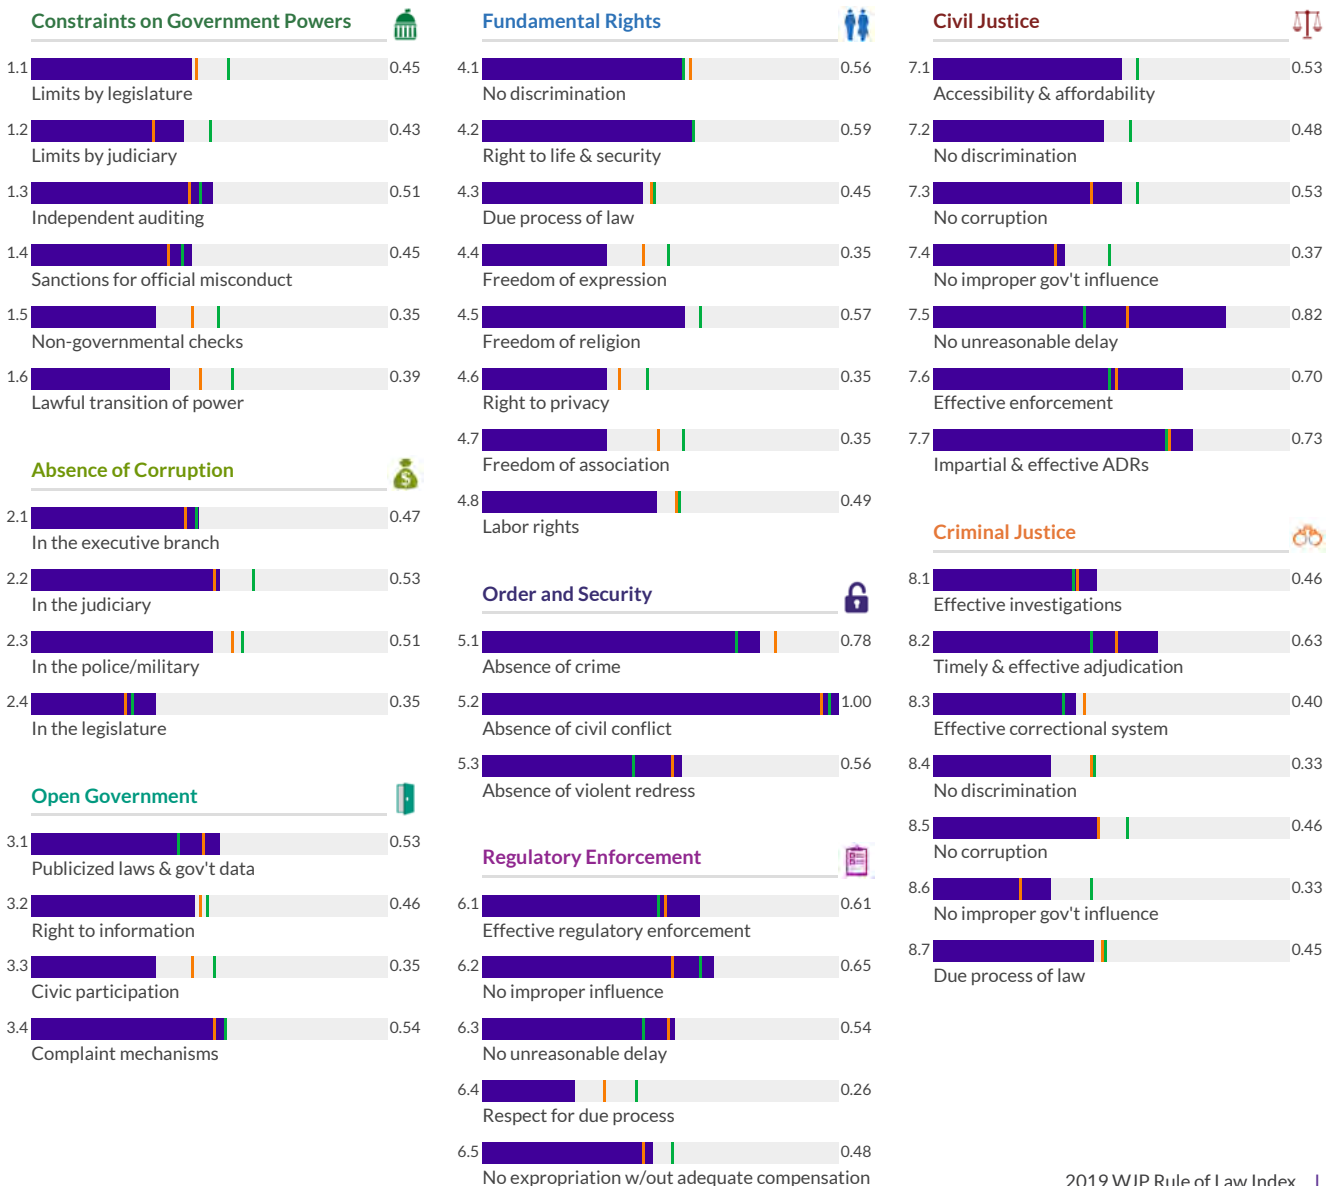 Constraints on Government Powers
1.1 0.45
Limits by legislature
1.2 0.43
Limits by judiciary
1.3 0.51
Independent auditing
1.4 0.45
Sanctions for official misconduct
1.5 0.35
Non-governmental checks
1.6 0.39
Lawful transition of power
Absence of Corruption
2.1 0.47
In the executive branch
2.2 0.53
In the judiciary
2.3 0.51
In the police/military
2.4 0.35
In the legislature
Open Government
3.1 0.53
Publicized laws & gov't data
3.2 0.46
Right to information
3.3 0.35
Civic participation
3.4 0.54
Complaint mechanisms
Fundamental Rights
4.1 0.56
No discrimination
4.2 0.59
Right to life & security
4.3 0.45
Due process of law
4.4 0.35
Freedom of expression
4.5 0.57
Freedom of religion
4.6 0.35
Right to privacy
4.7 0.35
Freedom of association
4.8 0.49
Labor rights
Order and Security
5.1 0.78
Absence of crime
5.2 1.00
Absence of civil conflict
5.3 0.56
Absence of violent redress
Regulatory Enforcement
6.1 0.61
Effective regulatory enforcement
6.2 0.65
No improper influence
6.3 0.54
No unreasonable delay
6.4 0.26
Respect for due process
6.5 0.48
No expropriation w/out adequate compensation
Civil Justice
7.1 0.53
Accessibility & affordability
7.2 0.48
No discrimination
7.3 0.53
No corruption
7.4 0.37
No improper gov't influence
7.5 0.82
No unreasonable delay
7.6 0.70
Effective enforcement
7.7 0.73
Impartial & effective ADRs
Criminal Justice
8.1 0.46
Effective investigations
8.2 0.63
Timely & effective adjudication
8.3 0.40
Effective correctional system
8.4 0.33
No discrimination
8.5 0.46
No corruption
8.6 0.33
No improper gov't influence
8.7 0.45
Due process of law
2019 WJP Rule of Law Index |